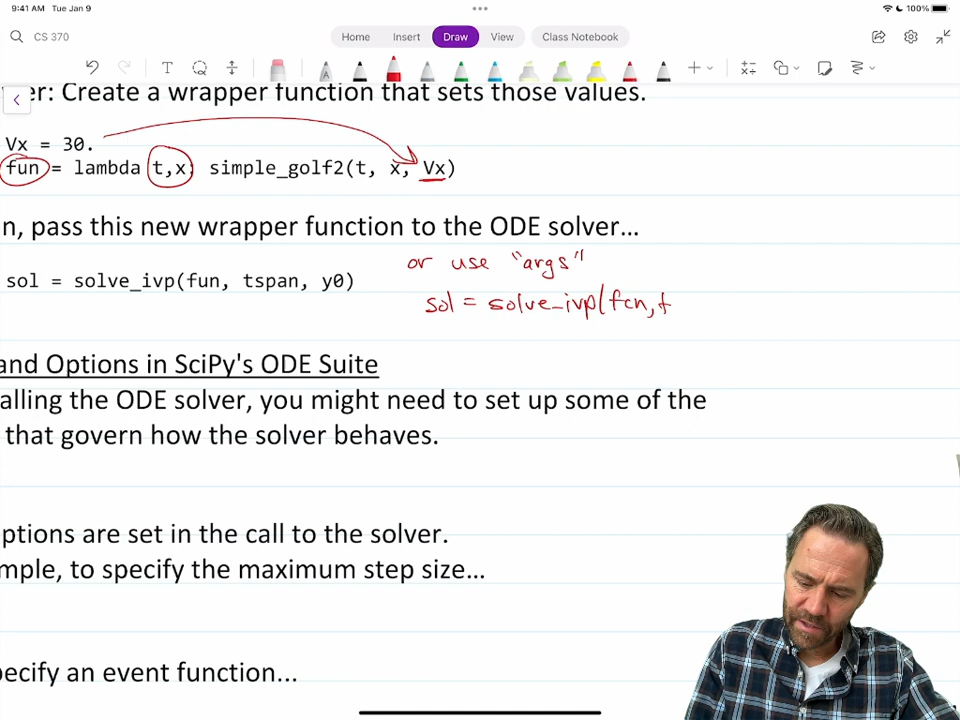 9:41 AM Tue Jan 9
100%
CS 370
Home Insert Draw View Class Notebook
er: Create a wrapper function that sets those values.
Vx = 30.
fun = lambda t,x: simple_golf2(t, x, Vx)
n, pass this new wrapper function to the ODE solver…
or use "args"
sol = solve_ivp(fun, tspan, y0)
sol = solve_ivp(fcn, t
and Options in SciPy's ODE Suite
alling the ODE solver, you might need to set up some of the
that govern how the solver behaves.
ptions are set in the call to the solver.
mple, to specify the maximum step size…
pecify an event function...